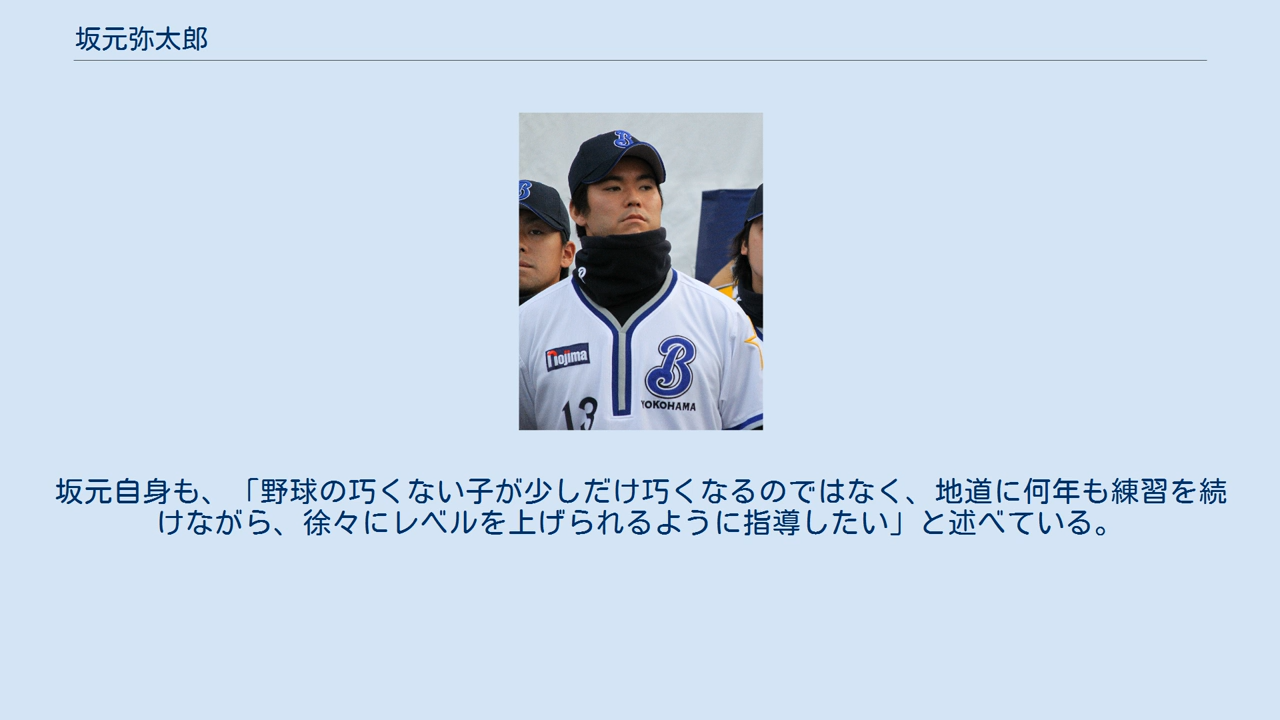 坂元弥太郎
B
B
nojima
B
YOKOHAMA
13
坂元自身も、「野球の巧くない子が少しだけ巧くなるのではなく、地道に何年も練習を続
けながら、徐々にレベルを上げられるように指導したい」と述べている。